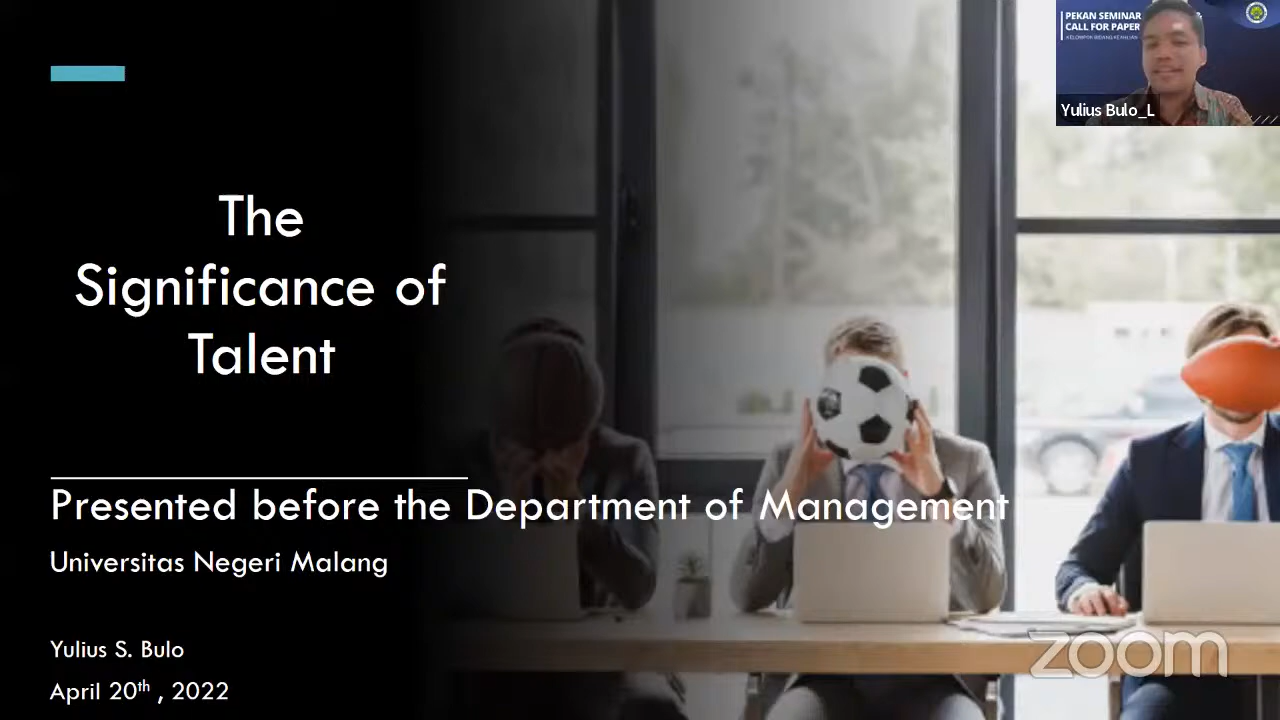 The
Significance of
Talent
Presented before the Department of Management
Universitas Negeri Malang
Yulius S. Bulo
April 20th , 2022
PEKAN SEMINAR
CALL FOR PAPER
Yulius Bulo_L
zoom